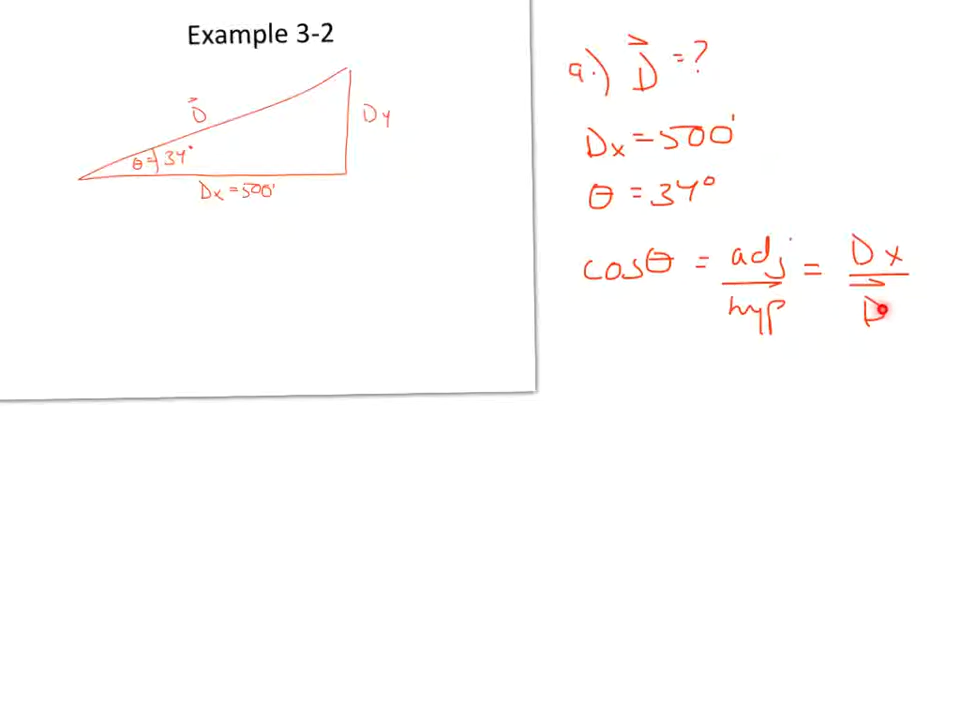 Example 3-2
D⃗
Dy
θ = 34°
Dx = 500'
a.) D⃗ = ?
Dx = 500'
θ = 34°
cosθ = adj/hyp = Dx/D⃗